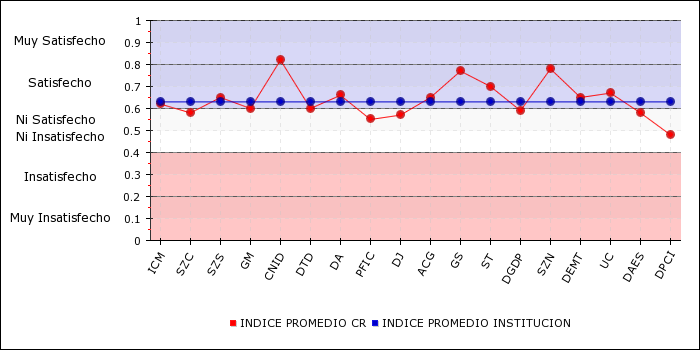 1
0.9
Muy Satisfecho
0.8
0.7
Satisfecho
0.6
Ni Satisfecho
0.5
Ni Insatisfecho
0.4
0.3
Insatisfecho
0.2
0.1
Muy Insatisfecho
0
ICM SZC SZS GM CNID DTD DA PFIC DJ ACG GS ST DGDP SZN DEMT UC DAES DPCI
INDICE PROMEDIO CR INDICE PROMEDIO INSTITUCION